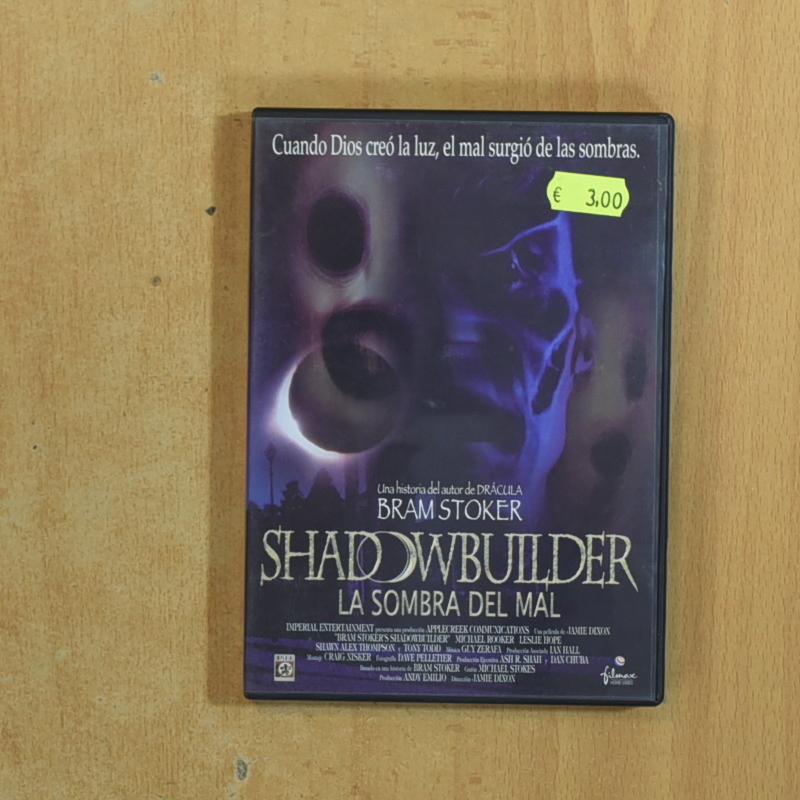 Cuando Dios creó la luz, el mal surgió de las sombras.
€ 3,00
Una historia del autor de DRÁCULA
BRAM STOKER
SHADOWBUILDER
LA SOMBRA DEL MAL
IMPERIAL ENTERTAINMENT presenta una producción APPLECREEK COMMUNICATIONS Una película de JAMIE DIXON
"BRAM STOKER'S SHADOWBUILDER" MICHAEL ROOKER LESLIE HOPE
SHAWN ALEX THOMPSON y TONY TODD Música GUY ZERAFA Producción Asociada IAN HALL
Montaje CRAIG NISKER Fotografía DAVE PELLETIER Producción Ejecutiva ASH R. SHAH y DAN CHUBA
Basado en una historia de BRAM STOKER Guión MICHAEL STOKES
Producción ANDY EMILIO Dirección JAMIE DIXON
filmax
HOME VIDEO